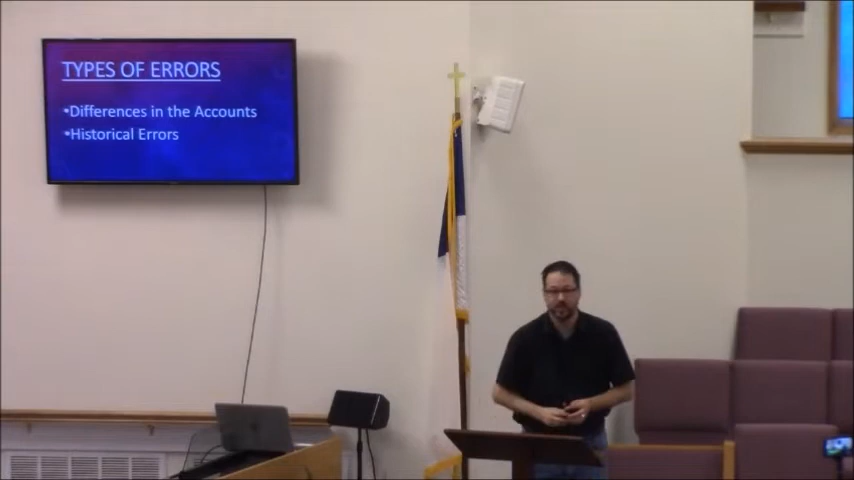 TYPES OF ERRORS
•Differences in the Accounts
•Historical Errors